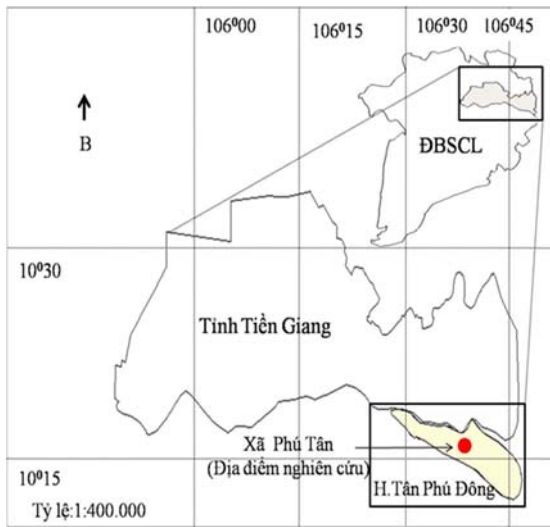 106⁰00
106⁰15
106⁰30
106⁰45
B
ĐBSCL
10⁰30
Tỉnh Tiền Giang
Xã Phú Tân
(Địa điểm nghiên cứu)
10⁰15
H.Tân Phú Đông
Tỷ lệ:1:400.000